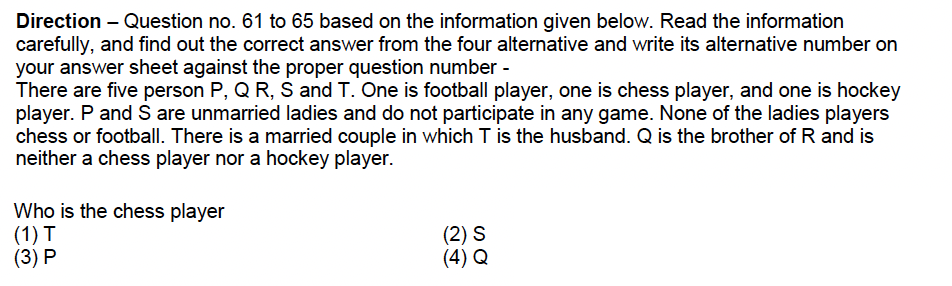 Direction – Question no. 61 to 65 based on the information given below. Read the information
carefully, and find out the correct answer from the four alternative and write its alternative number on
your answer sheet against the proper question number -
There are five person P, Q R, S and T. One is football player, one is chess player, and one is hockey
player. P and S are unmarried ladies and do not participate in any game. None of the ladies players
chess or football. There is a married couple in which T is the husband. Q is the brother of R and is
neither a chess player nor a hockey player.
Who is the chess player
(1) T (2) S
(3) P (4) Q